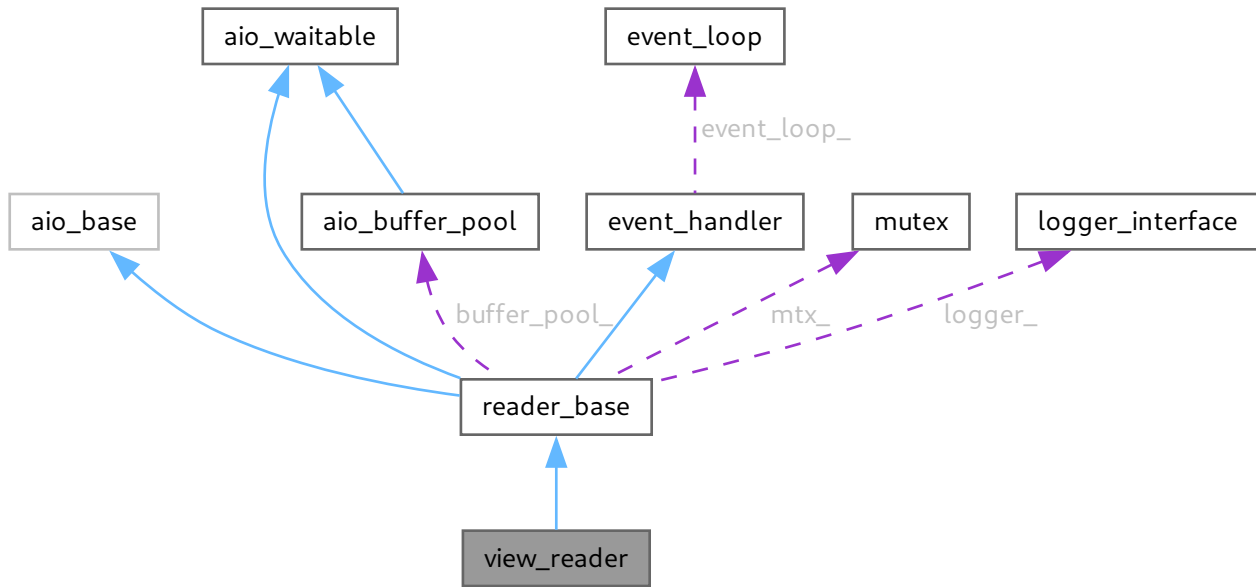 aio_waitable
event_loop
event_loop_
aio_base
aio_buffer_pool
event_handler
mutex
logger_interface
buffer_pool_
mtx_
logger_
reader_base
view_reader